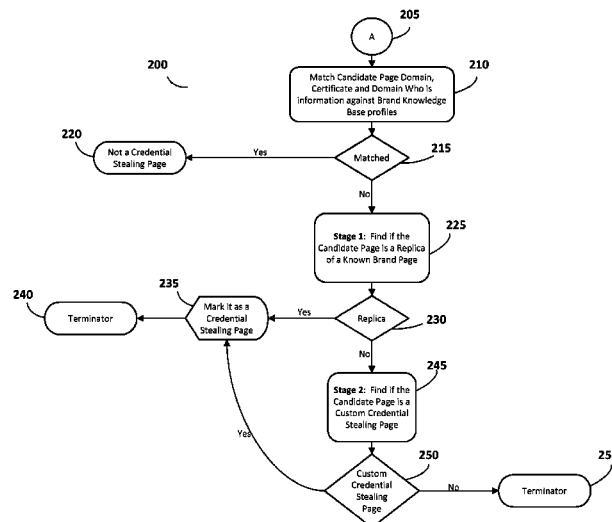 205
A
200
210
Match Candidate Page Domain,
Certificate and Domain Who is
information against Brand Knowledge
Base profiles
220
Not a Credential
Stealing Page
Yes
Matched
215
No
Stage 1: Find if the
Candidate Page is a Replica
of a Known Brand Page
225
235
240
Mark it as a
Credential
Stealing Page
Terminator
Yes
Replica
230
No
245
Stage 2: Find if the
Candidate Page is a
Custom Credential
Stealing Page
Yes
250
25
Custom
Credential
Stealing
Page
No
Terminator